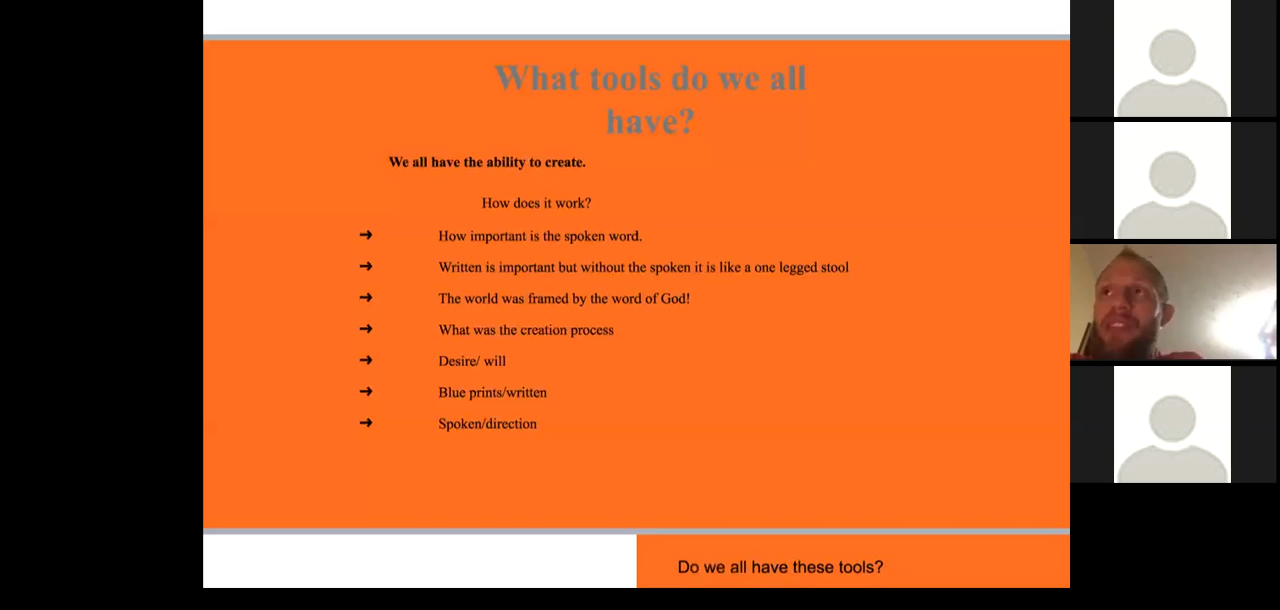 What tools do we all
have?
We all have the ability to create.
How does it work?
➔ How important is the spoken word.
➔ Written is important but without the spoken it is like a one legged stool
➔ The world was framed by the word of God!
➔ What was the creation process
➔ Desire/ will
➔ Blue prints/written
➔ Spoken/direction
Do we all have these tools?